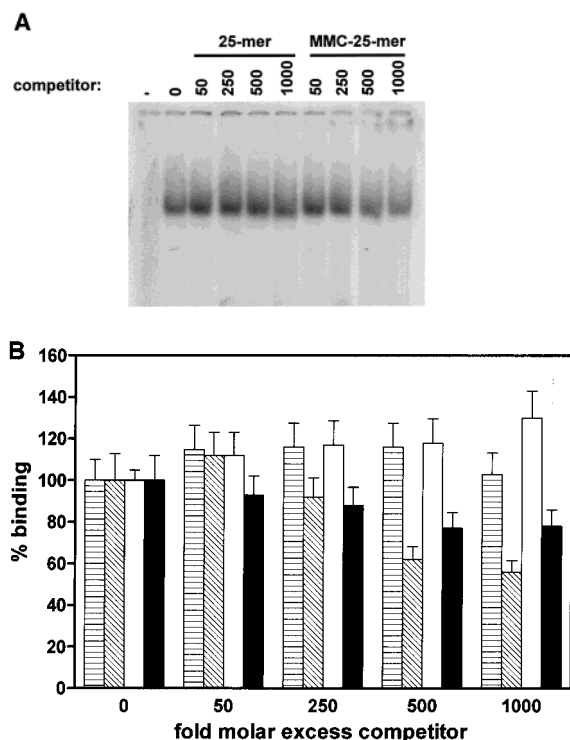 A
25-mer MMC-25-mer
competitor: - 0 50 250 500 1000 50 250 500 1000
B
160
140
120
100
80
60
40
20
0
% binding
0 50 250 500 1000
fold molar excess competitor